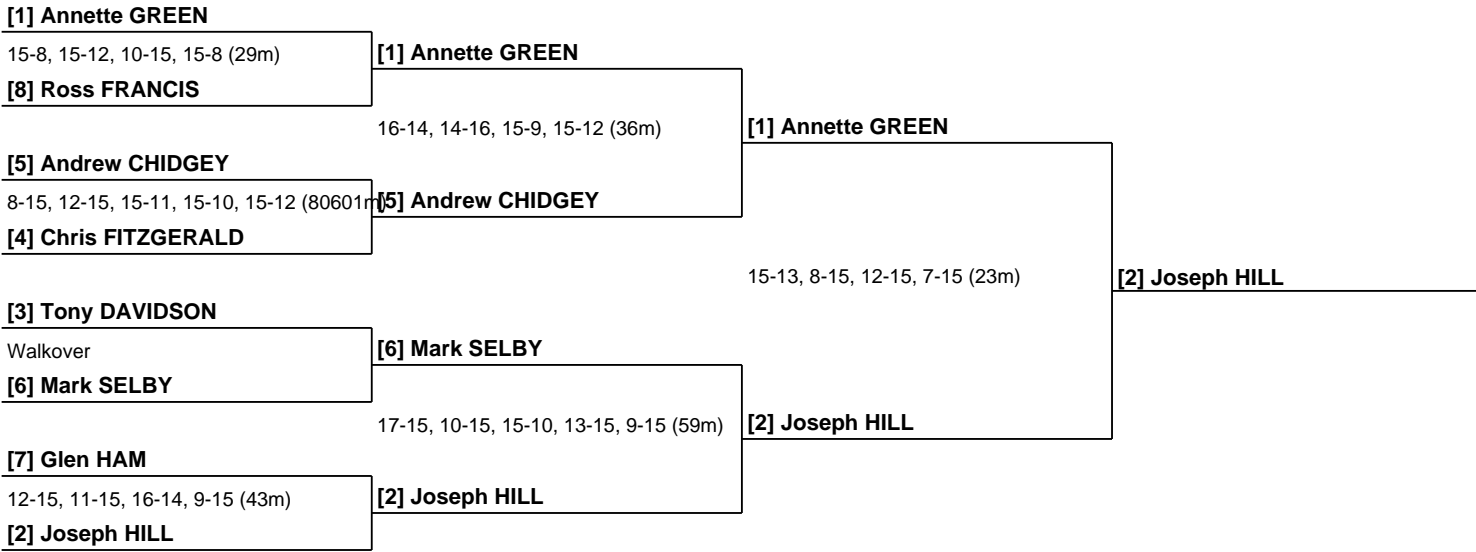 [1] Annette GREEN
15-8, 15-12, 10-15, 15-8 (29m)
[1] Annette GREEN
[8] Ross FRANCIS
16-14, 14-16, 15-9, 15-12 (36m)
[1] Annette GREEN
[5] Andrew CHIDGEY
8-15, 12-15, 15-11, 15-10, 15-12 (80601m)
[5] Andrew CHIDGEY
[4] Chris FITZGERALD
15-13, 8-15, 12-15, 7-15 (23m)
[2] Joseph HILL
[3] Tony DAVIDSON
Walkover
[6] Mark SELBY
[6] Mark SELBY
17-15, 10-15, 15-10, 13-15, 9-15 (59m)
[2] Joseph HILL
[7] Glen HAM
12-15, 11-15, 16-14, 9-15 (43m)
[2] Joseph HILL
[2] Joseph HILL